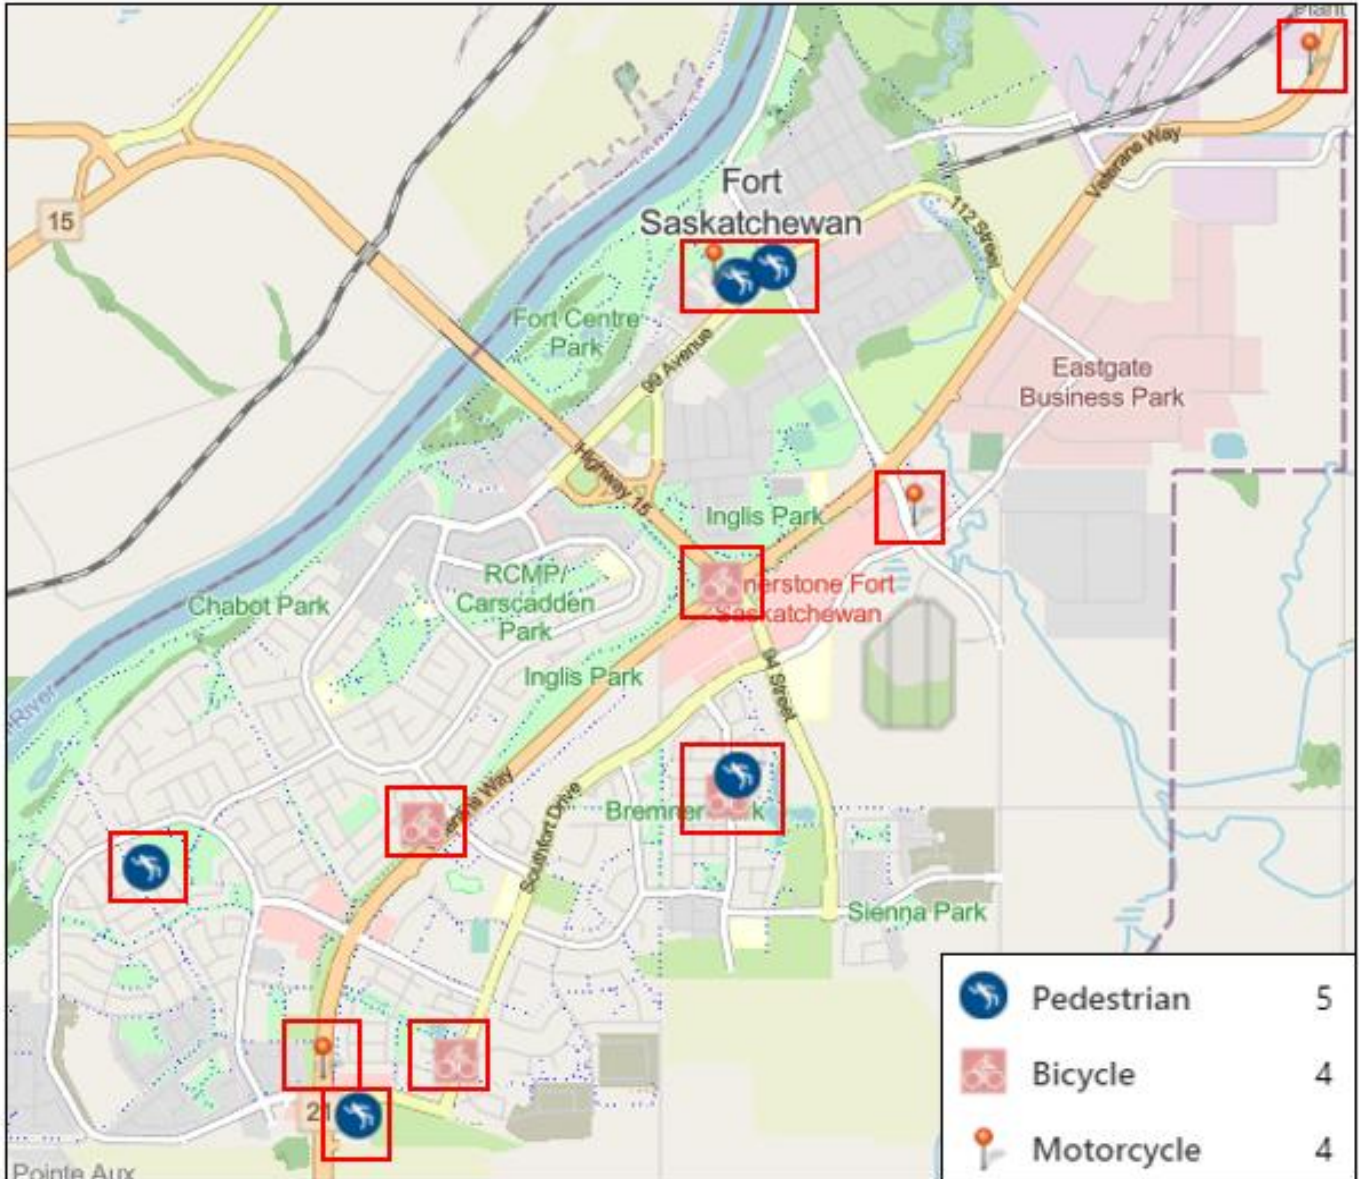 Plant
15
Fort
Saskatchewan
Veterans Way
112 Street
Fort Centre
Park
99 Avenue
Eastgate
Business Park
Highway 15
Inglis Park
RCMP/
Carscadden
Park
nerstone Fort
Saskatchewan
Chabot Park
Inglis Park
94 Street
River
Way
Southfort Drive
Bremner
k
Sienna Park
21
Pointe Aux
Pedestrian 5
Bicycle 4
Motorcycle 4